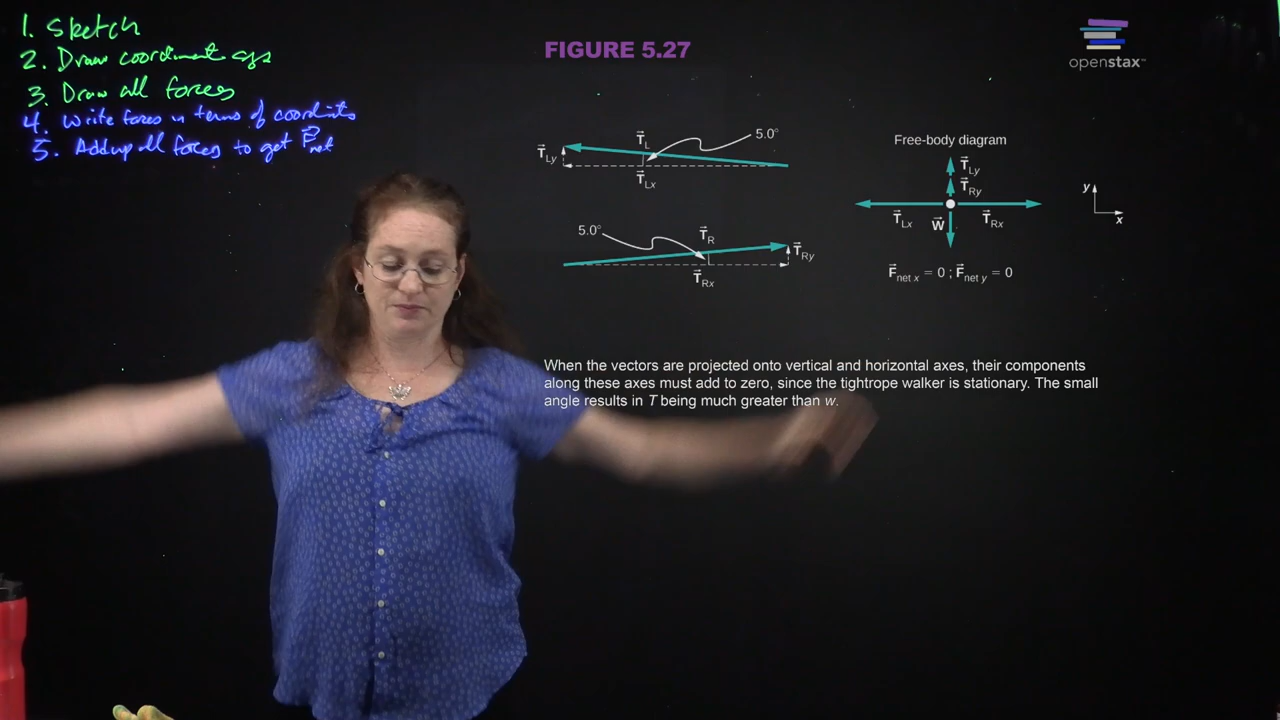 1. Sketch
2. Draw coordinate sys
3. Draw all forces
4. Write forces in terms of coordinates
5. Add up all forces to get F net
FIGURE 5.27
openstax™
T Ly
T L
5.0°
T Lx
5.0°
T R
T Ry
T Rx
Free-body diagram
T Ly
T Ry
T Lx
W
T Rx
y
x
F net x = 0 ; F net y = 0
When the vectors are projected onto vertical and horizontal axes, their components
along these axes must add to zero, since the tightrope walker is stationary. The small
angle results in T being much greater than w.